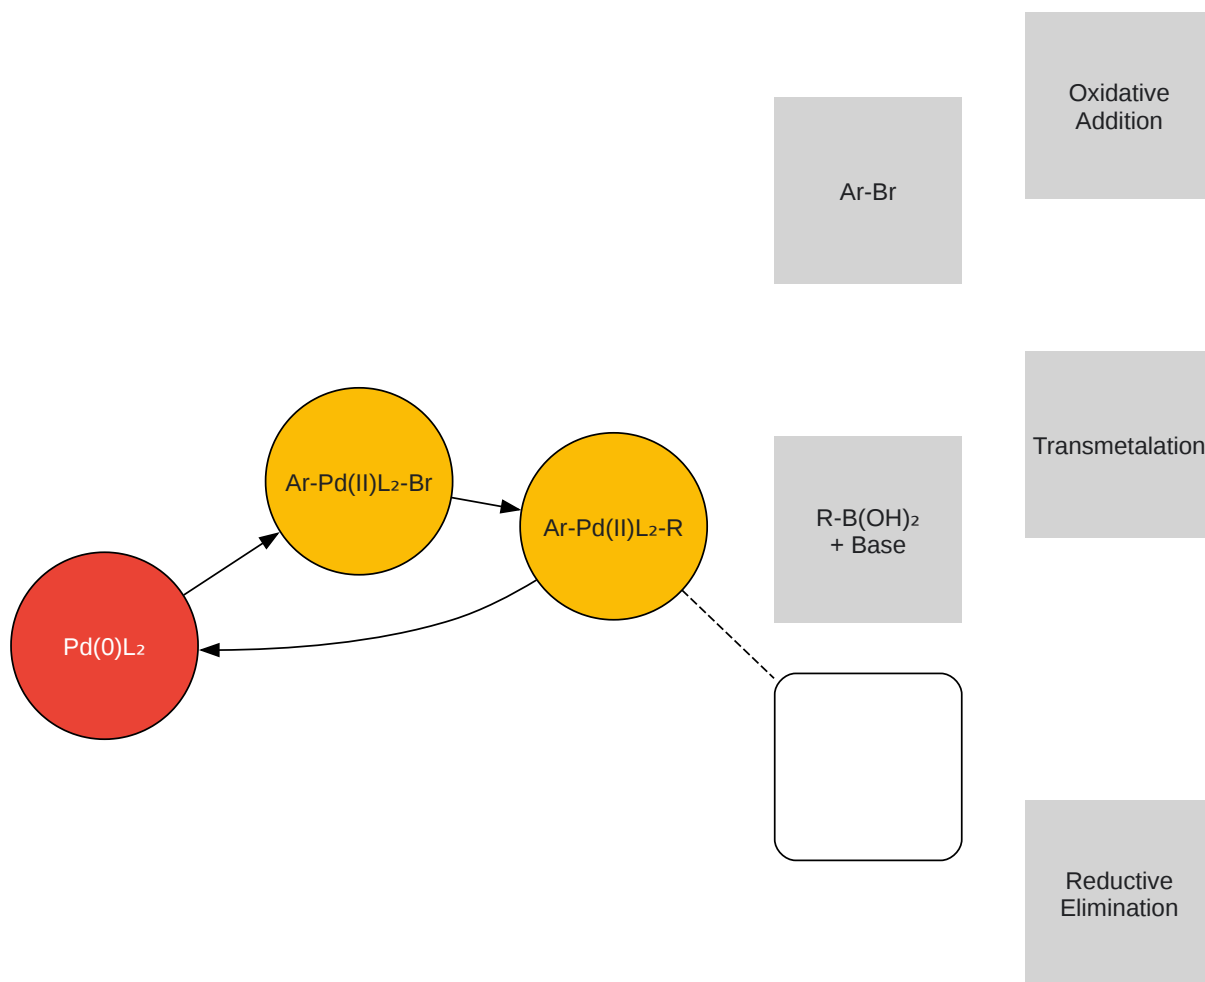 Oxidative
Addition
Ar-Br
Transmetalation
Ar-Pd(II)L₂-Br
Ar-Pd(II)L₂-R
R-B(OH)₂
+ Base
Pd(0)L₂
Reductive
Elimination